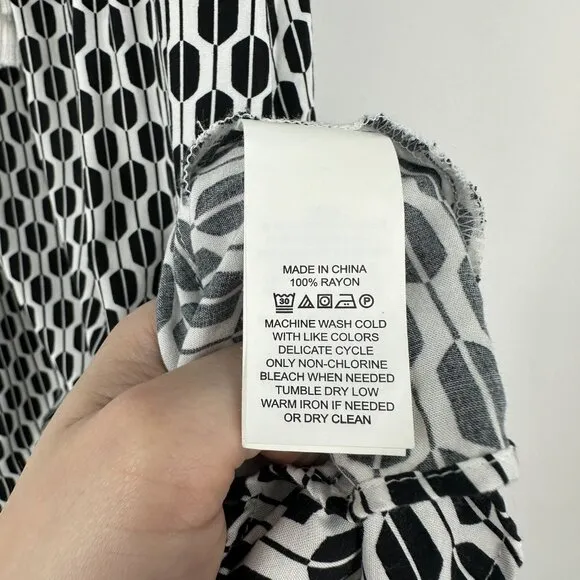 MADE IN CHINA
100% RAYON
30 P
MACHINE WASH COLD
WITH LIKE COLORS
DELICATE CYCLE
ONLY NON-CHLORINE
BLEACH WHEN NEEDED
TUMBLE DRY LOW
WARM IRON IF NEEDED
OR DRY CLEAN